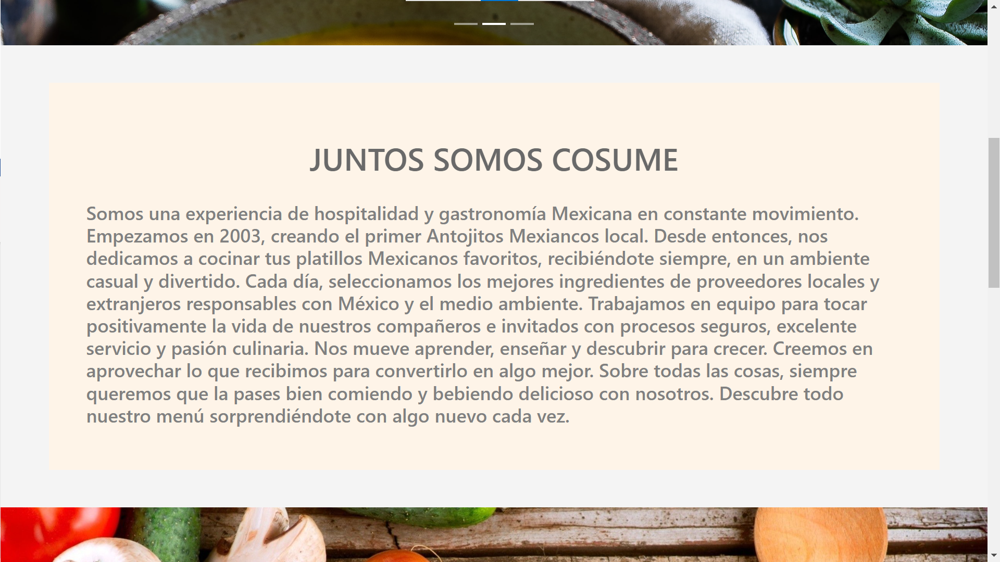 JUNTOS SOMOS COSUME
Somos una experiencia de hospitalidad y gastronomía Mexicana en constante movimiento.
Empezamos en 2003, creando el primer Antojitos Mexiancos local. Desde entonces, nos
dedicamos a cocinar tus platillos Mexicanos favoritos, recibiéndote siempre, en un ambiente
casual y divertido. Cada día, seleccionamos los mejores ingredientes de proveedores locales y
extranjeros responsables con México y el medio ambiente. Trabajamos en equipo para tocar
positivamente la vida de nuestros compañeros e invitados con procesos seguros, excelente
servicio y pasión culinaria. Nos mueve aprender, enseñar y descubrir para crecer. Creemos en
aprovechar lo que recibimos para convertirlo en algo mejor. Sobre todas las cosas, siempre
queremos que la pases bien comiendo y bebiendo delicioso con nosotros. Descubre todo
nuestro menú sorprendiéndote con algo nuevo cada vez.